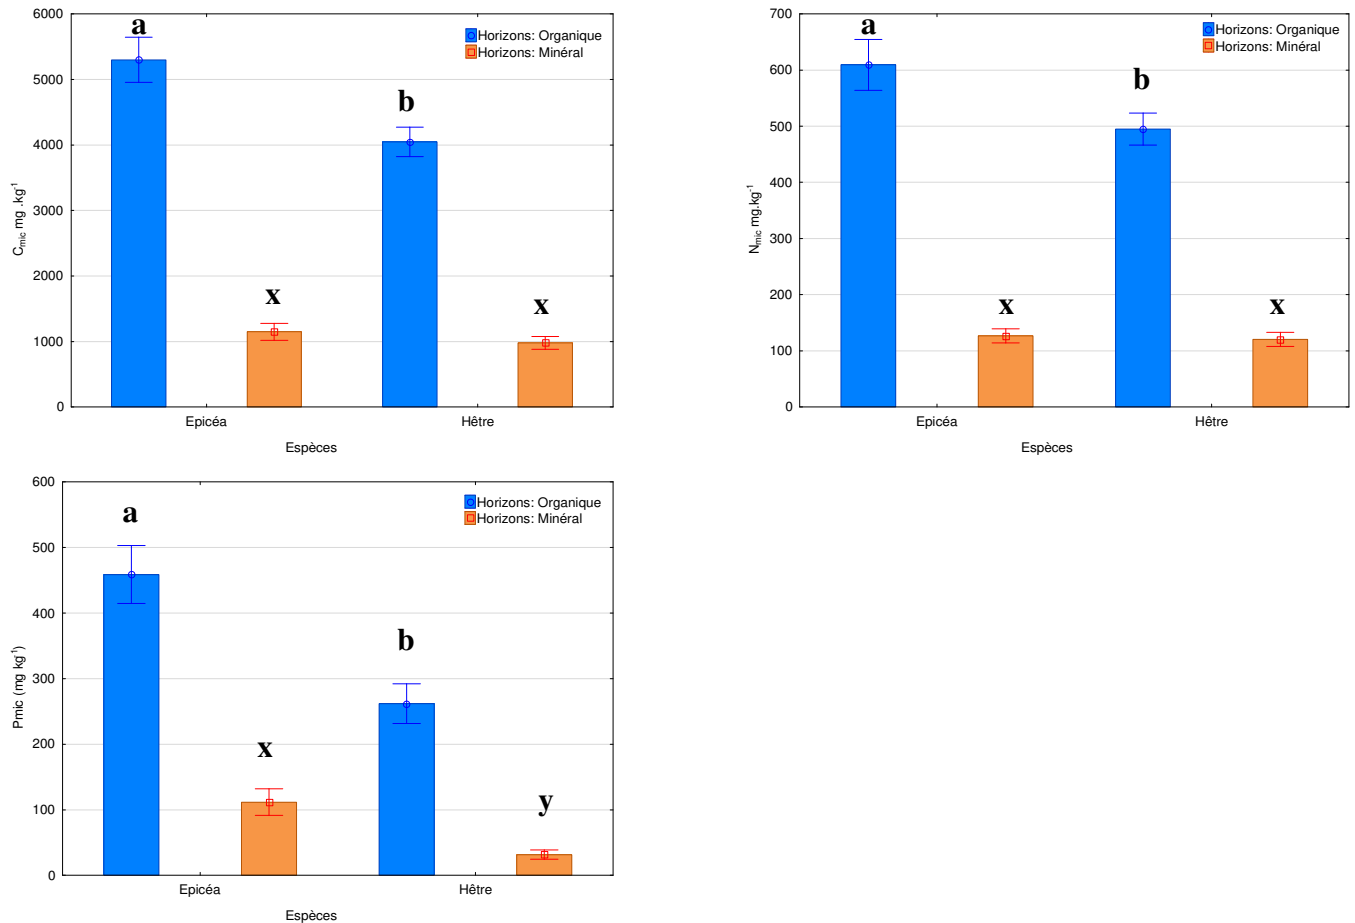 6000
5000
4000
3000
2000
1000
0
C mic mg .kg-1
a
b
x
x
Horizons: Organique
Horizons: Minéral
Epicéa
Hêtre
Espèces
700
600
500
400
300
200
100
0
N mic mg.kg-1
a
b
x
x
Horizons: Organique
Horizons: Minéral
Epicéa
Hêtre
Espèces
600
500
400
300
200
100
0
Pmic (mg kg-1)
a
b
x
y
Horizons: Organique
Horizons: Minéral
Epicéa
Hêtre
Espèces